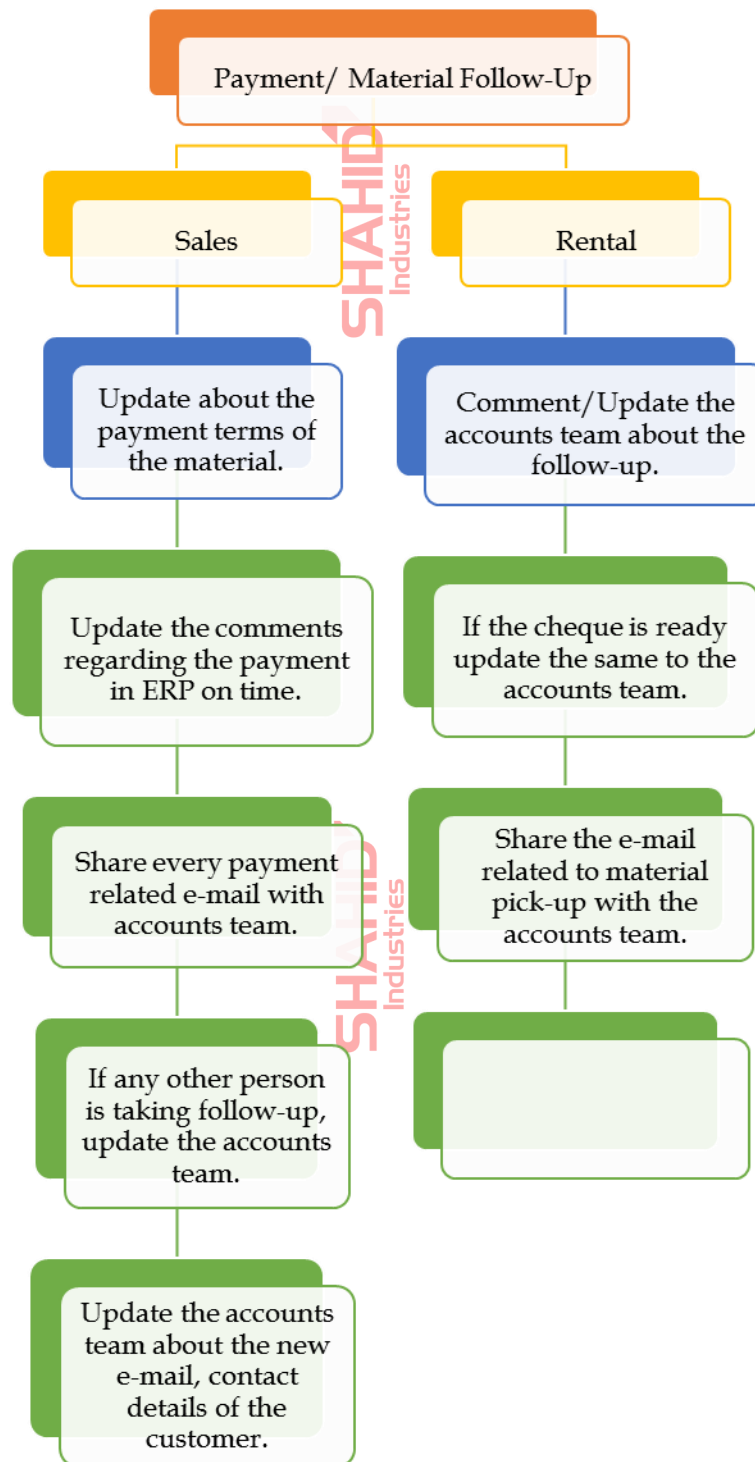 Payment/ Material Follow-Up
SHAHID
Industries
Sales
Rental
Update about the
payment terms of
the material.
Comment/Update the
accounts team about the
follow-up.
Update the comments
regarding the payment
in ERP on time.
If the cheque is ready
update the same to the
accounts team.
Share every payment
related e-mail with
accounts team.
Share the e-mail
related to material
pick-up with the
accounts team.
SHAHID
Industries
If any other person
is taking follow-up,
update the accounts
team.
Update the accounts
team about the new
e-mail, contact
details of the
customer.